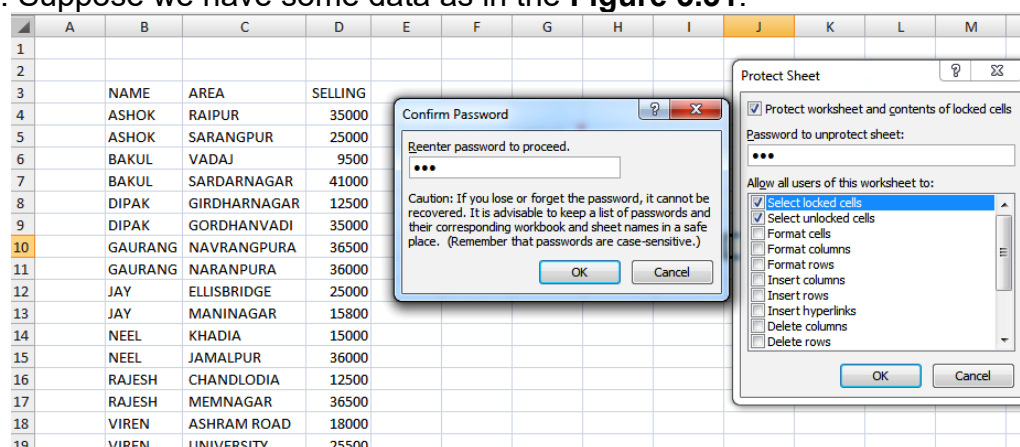 . Suppose we have some data as in the Figure 3.31.
A B C D E F G H I J K L M
1
2
3 NAME AREA SELLING
4 ASHOK RAIPUR 35000
5 ASHOK SARANGPUR 25000
6 BAKUL VADAJ 9500
7 BAKUL SARDARNAGAR 41000
8 DIPAK GIRDHARNAGAR 12500
9 DIPAK GORDHANVADI 35000
10 GAURANG NAVRANGPURA 36500
11 GAURANG NARANPURA 36000
12 JAY ELLISBRIDGE 25000
13 JAY MANINAGAR 15800
14 NEEL KHADIA 15000
15 NEEL JAMALPUR 36000
16 RAJESH CHANDLODIA 12500
17 RAJESH MEMNAGAR 36500
18 VIREN ASHRAM ROAD 18000
19 VIREN UNIVERSITY 25500
Confirm Password
Reenter password to proceed.
•••
Caution: If you lose or forget the password, it cannot be
recovered. It is advisable to keep a list of passwords and
their corresponding workbook and sheet names in a safe
place. (Remember that passwords are case-sensitive.)
OK Cancel
Protect Sheet
Protect worksheet and contents of locked cells
Password to unprotect sheet:
•••
Allow all users of this worksheet to:
Select locked cells
Select unlocked cells
Format cells
Format columns
Format rows
Insert columns
Insert rows
Insert hyperlinks
Delete columns
Delete rows
OK Cancel